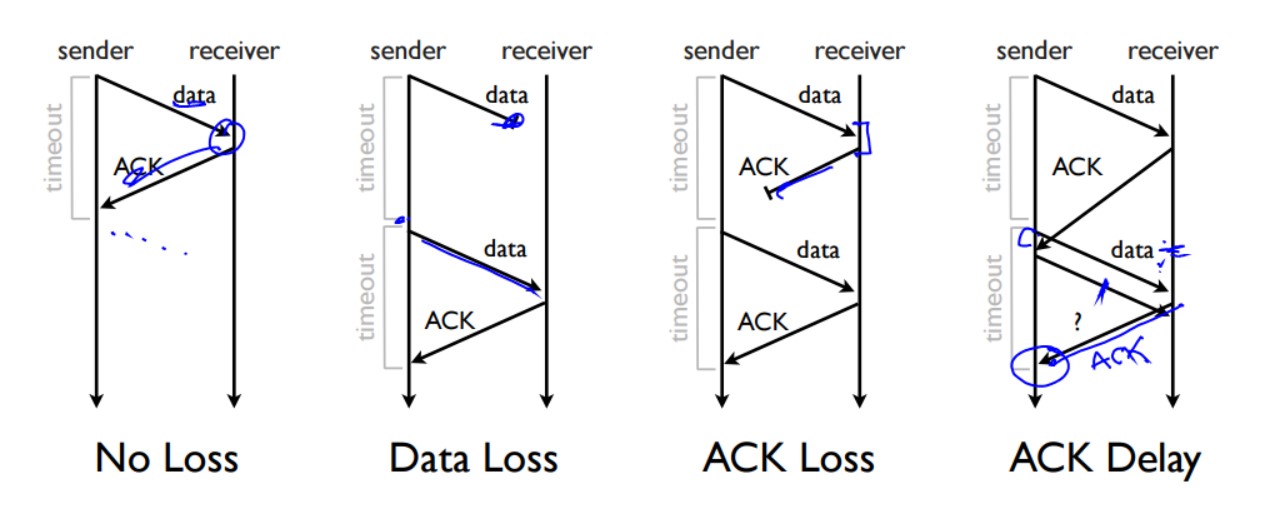 sender receiver sender receiver sender receiver sender receiver
timeout data timeout data timeout data timeout data
ACK ACK ACK
timeout data timeout data timeout data
ACK ACK ? ACK
No Loss Data Loss ACK Loss ACK Delay